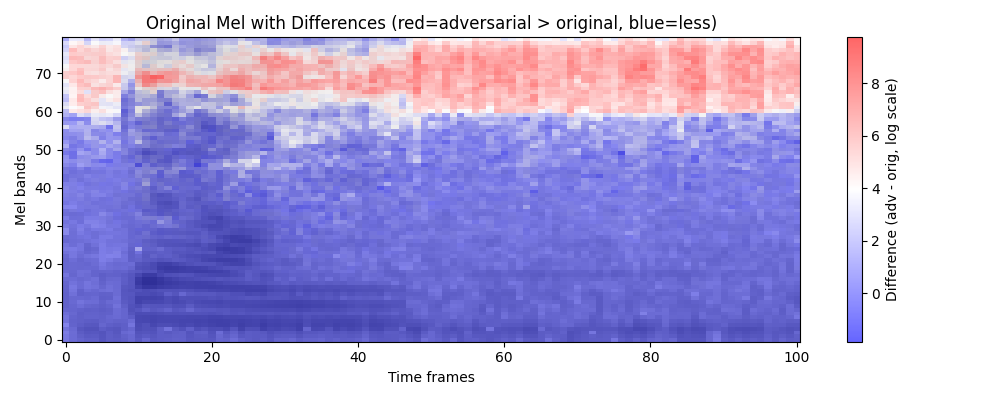 Original Mel with Differences (red=adversarial > original, blue=less)
Mel bands
70
60
50
40
30
20
10
0
0 20 40 60 80 100
Time frames
8
6
4
2
0
Difference (adv - orig, log scale)